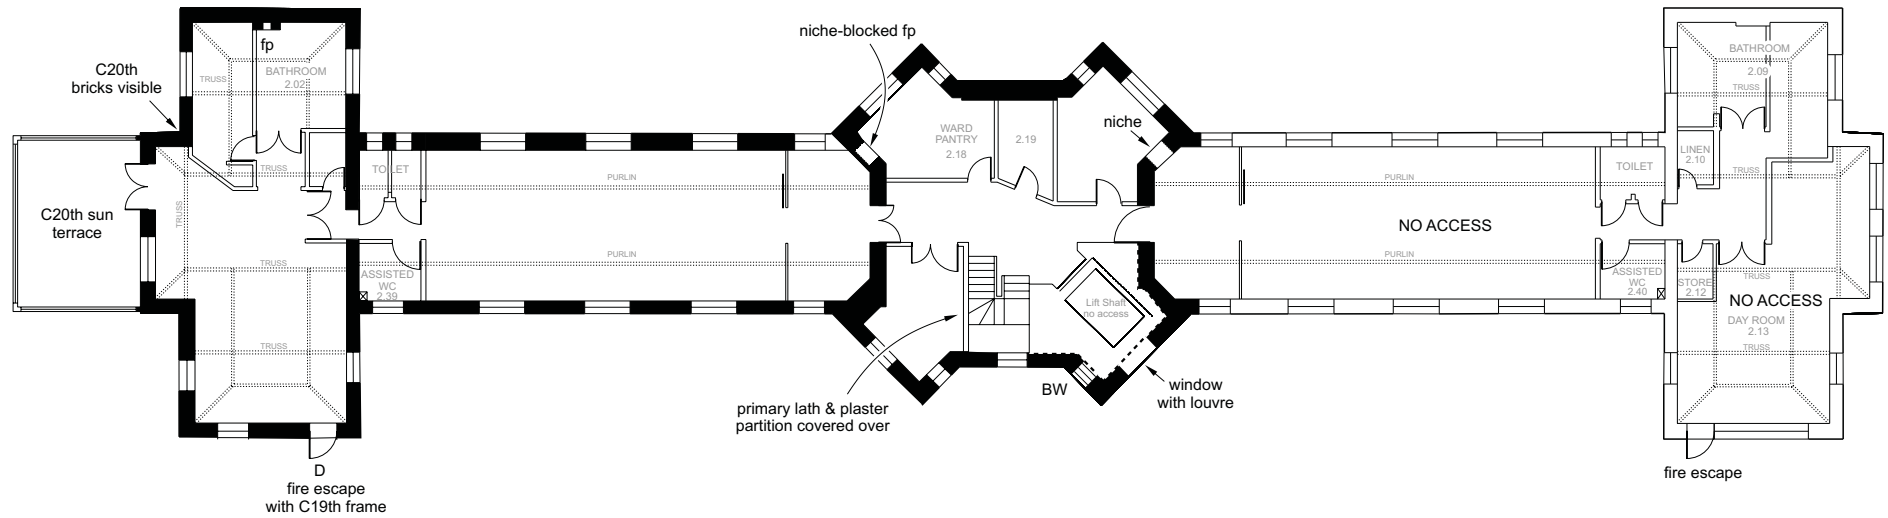 C20th
bricks visible
fp
BATHROOM
2.02
TRUSS
TRUSS
TRUSS
TRUSS
TRUSS
C20th sun
terrace
TOILET
ASSISTED
WC
2.39
D
fire escape
with C19th frame
PURLIN
PURLIN
niche-blocked fp
WARD
PANTRY
2.18
2.19
niche
primary lath & plaster
partition covered over
Lift Shaft
no access
BW
window
with louvre
PURLIN
NO ACCESS
PURLIN
TOILET
ASSISTED
WC
2.40
BATHROOM
2.09
TRUSS
LINEN
2.10
TRUSS
STORE
2.12
TRUSS
NO ACCESS
DAY ROOM
2.13
TRUSS
fire escape